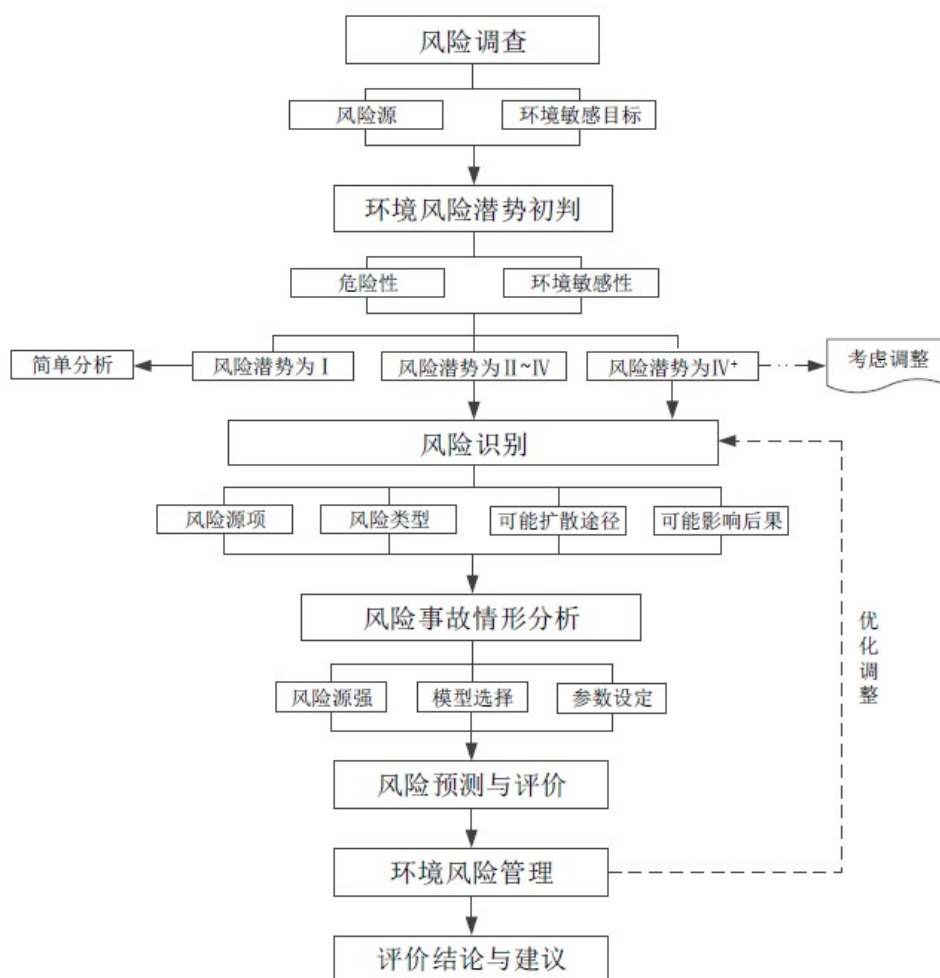 风险调查
风险源
环境敏感目标
环境风险潜势初判
危险性
环境敏感性
简单分析
风险潜势为Ⅰ
风险潜势为Ⅱ~Ⅳ
风险潜势为Ⅳ⁺
考虑调整
风险识别
风险源项
风险类型
可能扩散途径
可能影响后果
风险事故情形分析
风险源强
模型选择
参数设定
优化调整
风险预测与评价
环境风险管理
评价结论与建议